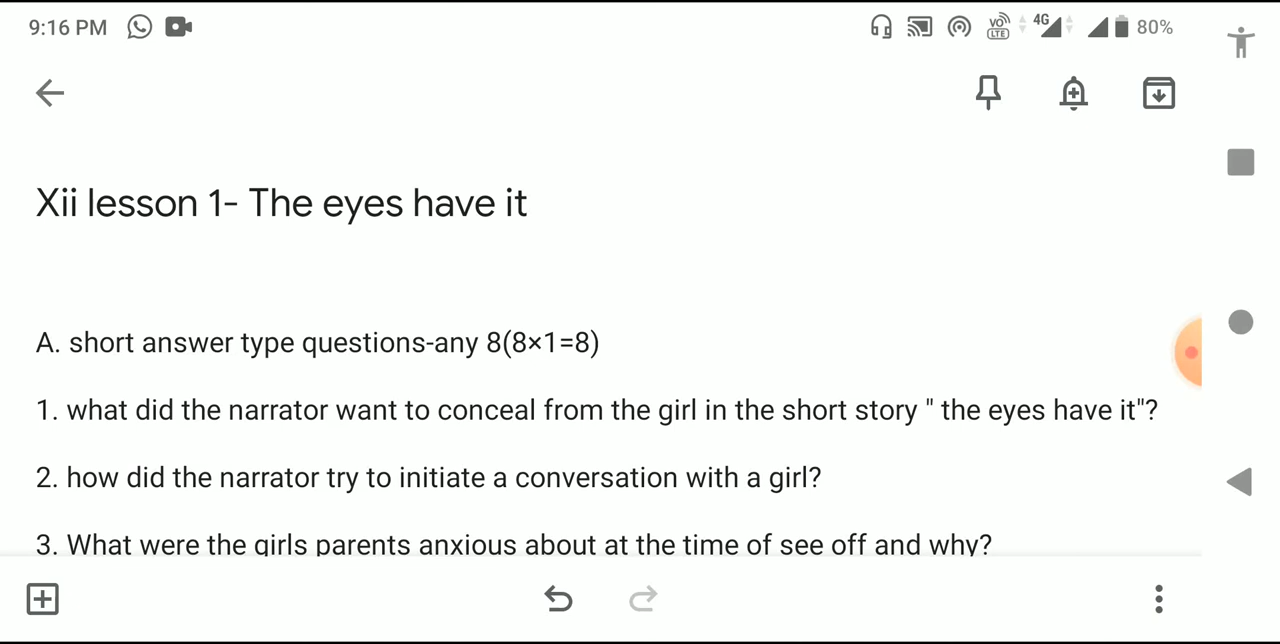 9:16 PM
VO LTE
4G
80%
Xii lesson 1- The eyes have it
A. short answer type questions-any 8(8×1=8)
1. what did the narrator want to conceal from the girl in the short story " the eyes have it"?
2. how did the narrator try to initiate a conversation with a girl?
3. What were the girls parents anxious about at the time of see off and why?